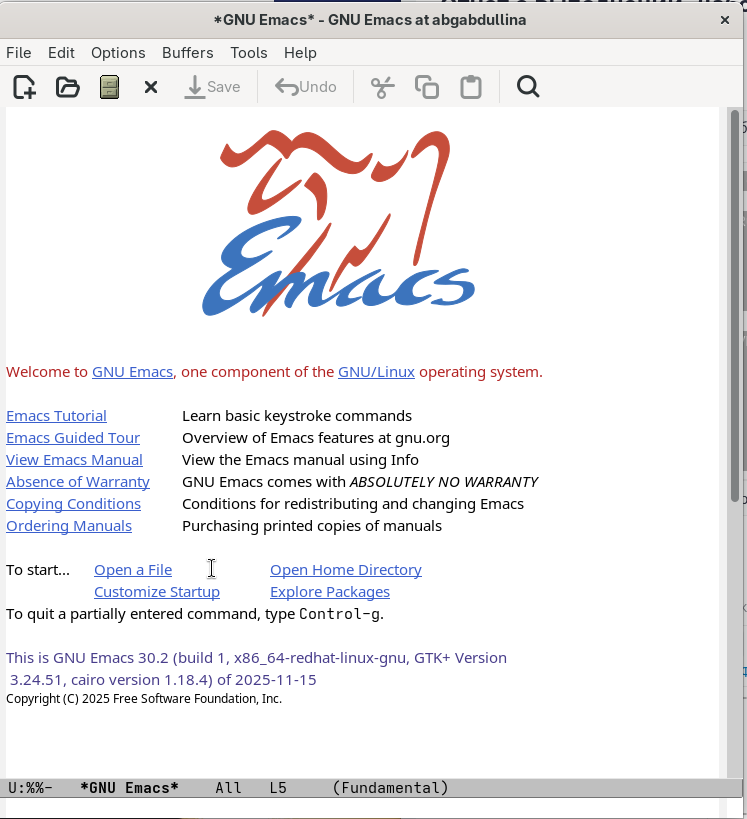 *GNU Emacs* - GNU Emacs at abgabdullina
File Edit Options Buffers Tools Help
Save Undo
Emacs
Welcome to GNU Emacs, one component of the GNU/Linux operating system.
Emacs Tutorial Learn basic keystroke commands
Emacs Guided Tour Overview of Emacs features at gnu.org
View Emacs Manual View the Emacs manual using Info
Absence of Warranty GNU Emacs comes with ABSOLUTELY NO WARRANTY
Copying Conditions Conditions for redistributing and changing Emacs
Ordering Manuals Purchasing printed copies of manuals
To start... Open a File Open Home Directory
Customize Startup Explore Packages
To quit a partially entered command, type Control-g.
This is GNU Emacs 30.2 (build 1, x86_64-redhat-linux-gnu, GTK+ Version
3.24.51, cairo version 1.18.4) of 2025-11-15
Copyright (C) 2025 Free Software Foundation, Inc.
U:%%- *GNU Emacs* All L5 (Fundamental)